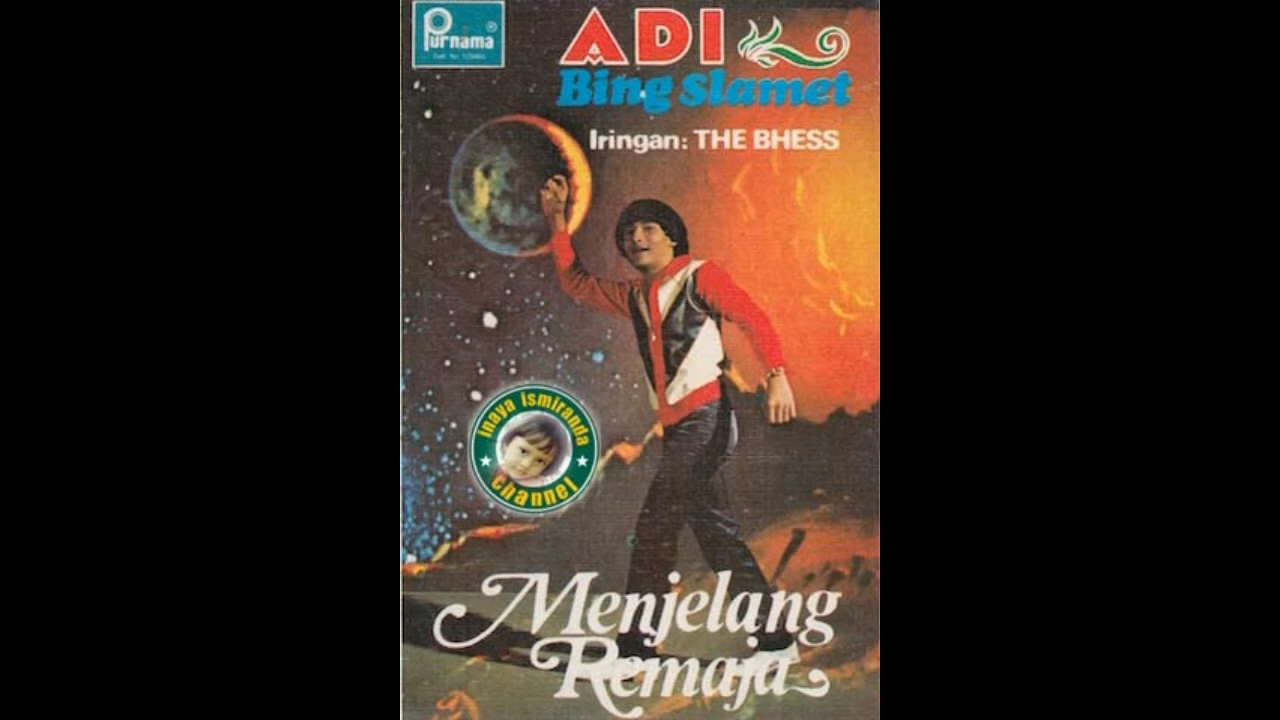 Purnama
ADI
Bing Slamet
Iringan: THE BHESS
inaya ismiranda
channel
Menjelang
Remaja